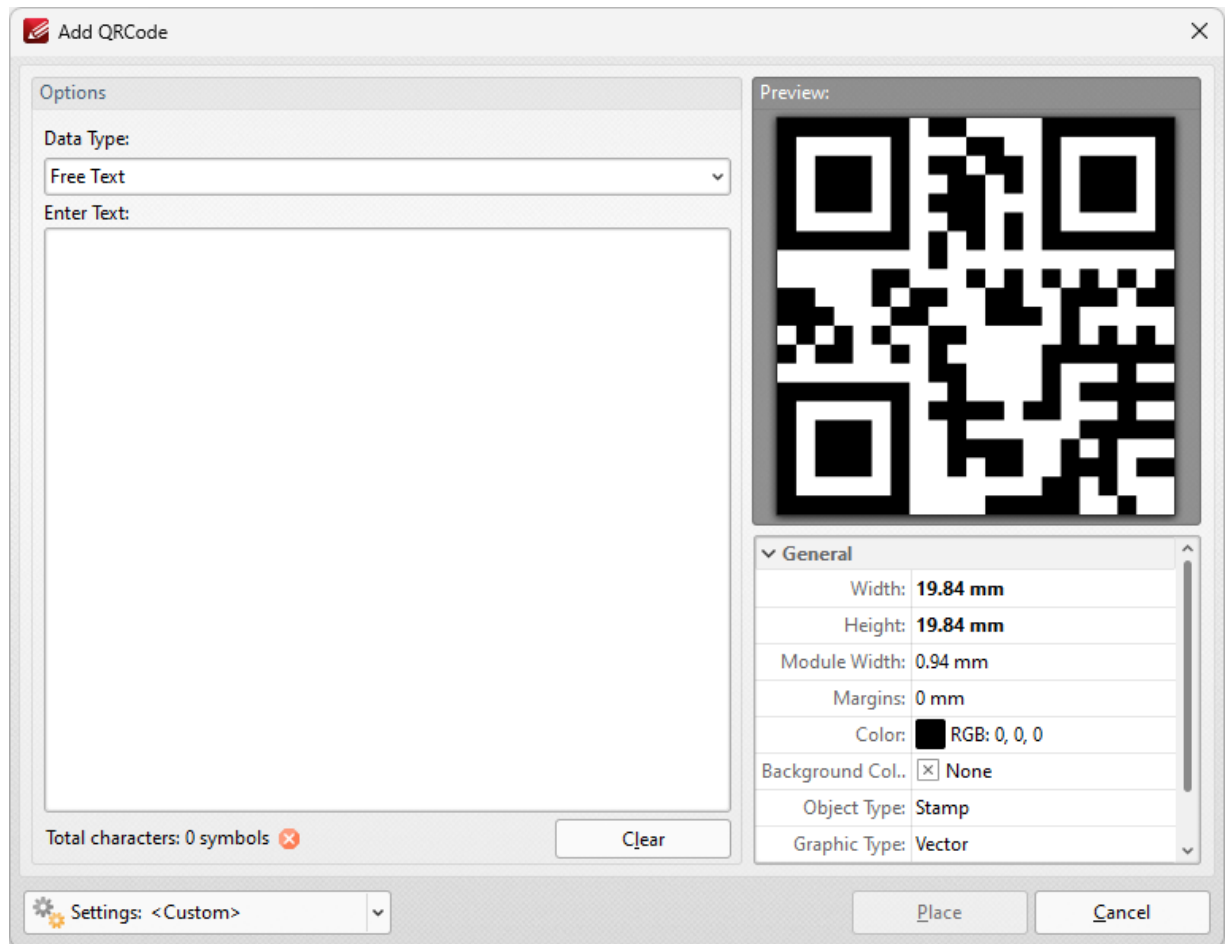 Add QRCode
Options
Data Type:
Free Text
Enter Text:
Total characters: 0 symbols
Clear
Preview:
General
Width: 19.84 mm
Height: 19.84 mm
Module Width: 0.94 mm
Margins: 0 mm
Color: RGB: 0, 0, 0
Background Col.. None
Object Type: Stamp
Graphic Type: Vector
Settings: <Custom>
Place
Cancel